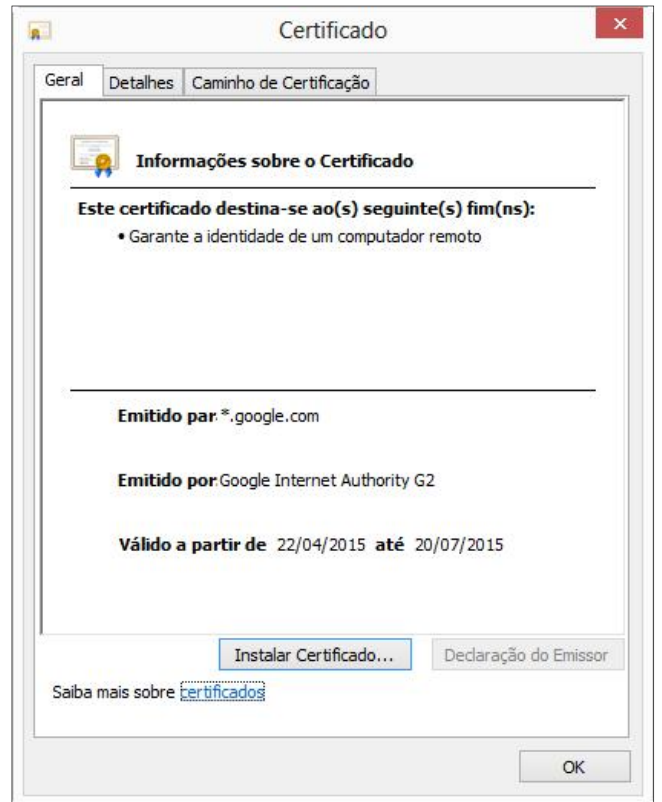 Certificado
Geral Detalhes Caminho de Certificação
Informações sobre o Certificado
Este certificado destina-se ao(s) seguinte(s) fim(ns):
• Garante a identidade de um computador remoto
Emitido par *.google.com
Emitido por Google Internet Authority G2
Válido a partir de 22/04/2015 até 20/07/2015
Instalar Certificado... Declaração do Emissor
Saiba mais sobre certificados
OK